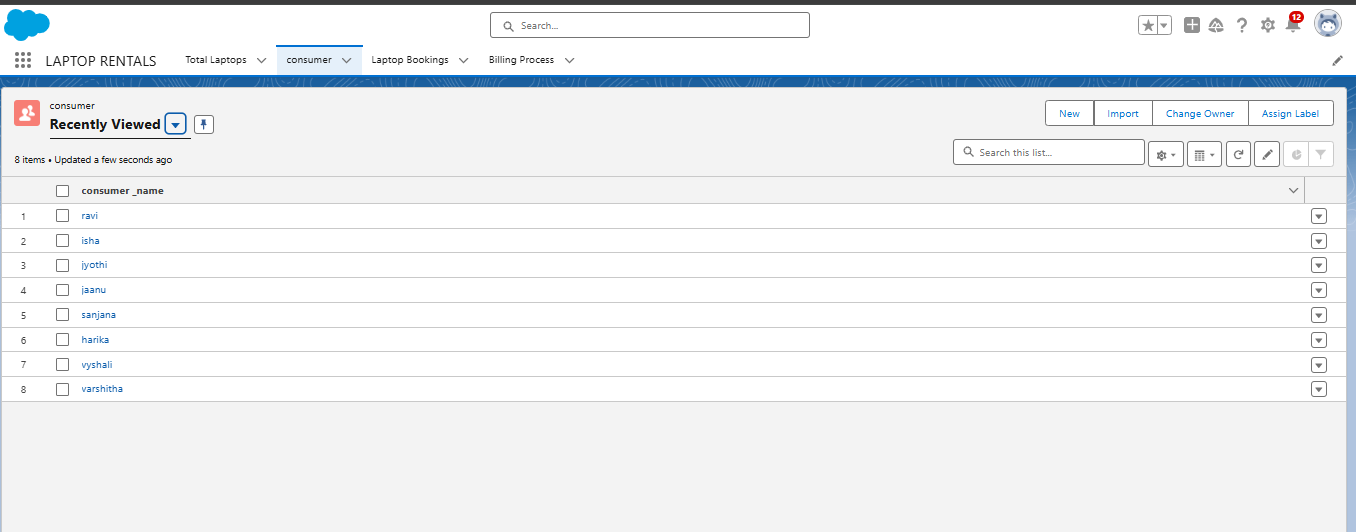 Search...
12
LAPTOP RENTALS Total Laptops consumer Laptop Bookings Billing Process
consumer
Recently Viewed
New Import Change Owner Assign Label
8 items • Updated a few seconds ago
Search this list...
consumer _name
1 ravi
2 isha
3 jyothi
4 jaanu
5 sanjana
6 harika
7 vyshali
8 varshitha